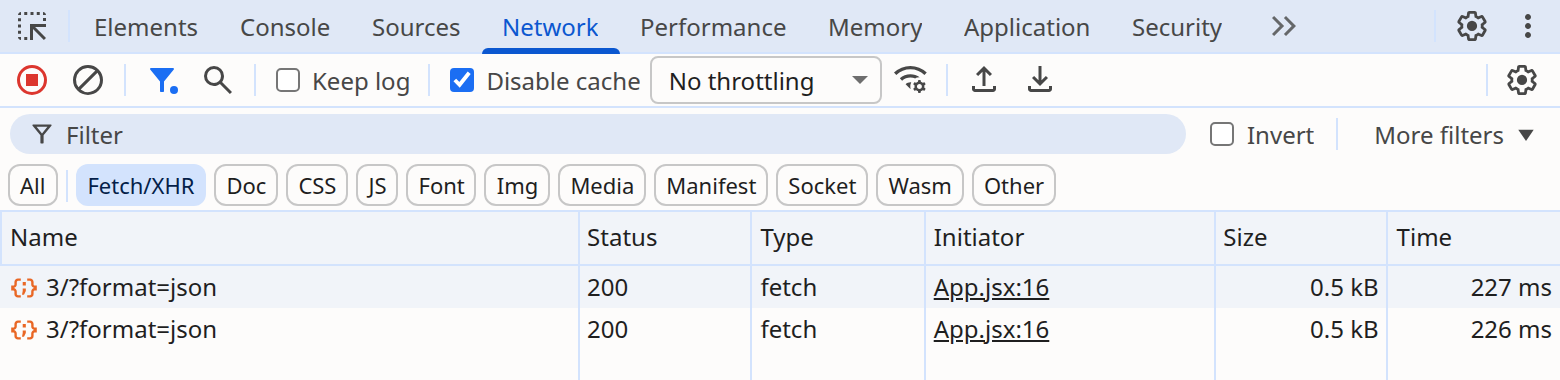 Elements Console Sources Network Performance Memory Application Security
Keep log Disable cache No throttling
Filter Invert More filters
All Fetch/XHR Doc CSS JS Font Img Media Manifest Socket Wasm Other
Name Status Type Initiator Size Time
3/?format=json 200 fetch App.jsx:16 0.5 kB 227 ms
3/?format=json 200 fetch App.jsx:16 0.5 kB 226 ms